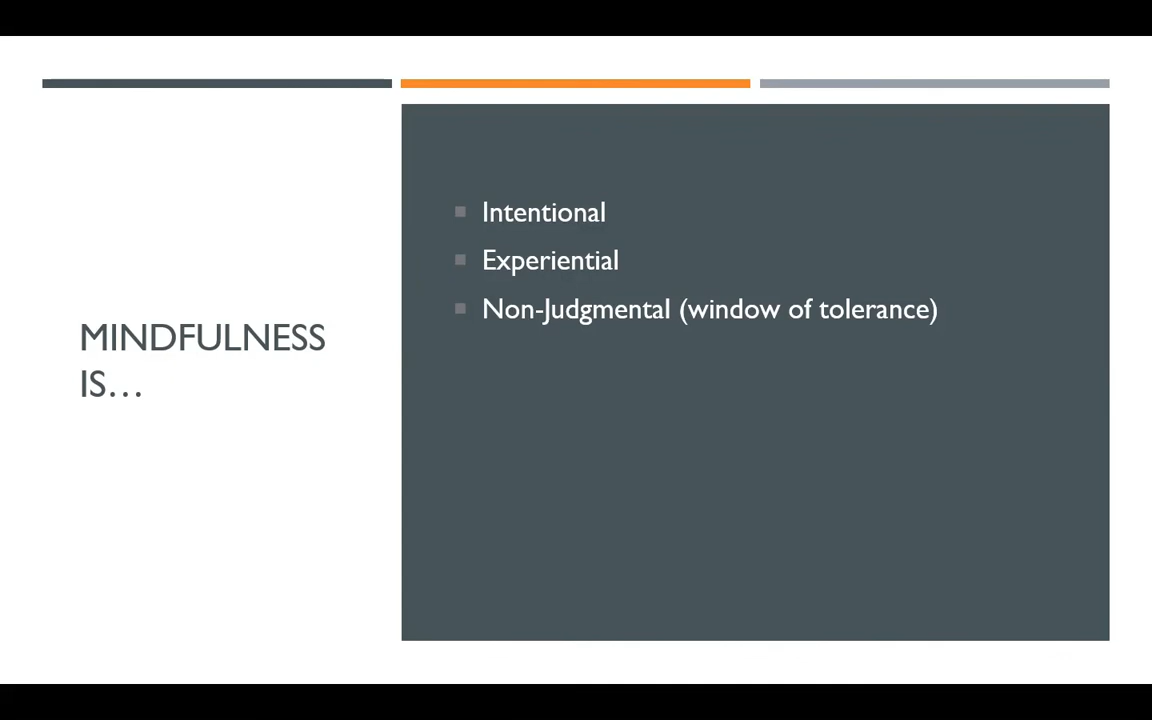 MINDFULNESS
IS…
Intentional
Experiential
Non-Judgmental (window of tolerance)